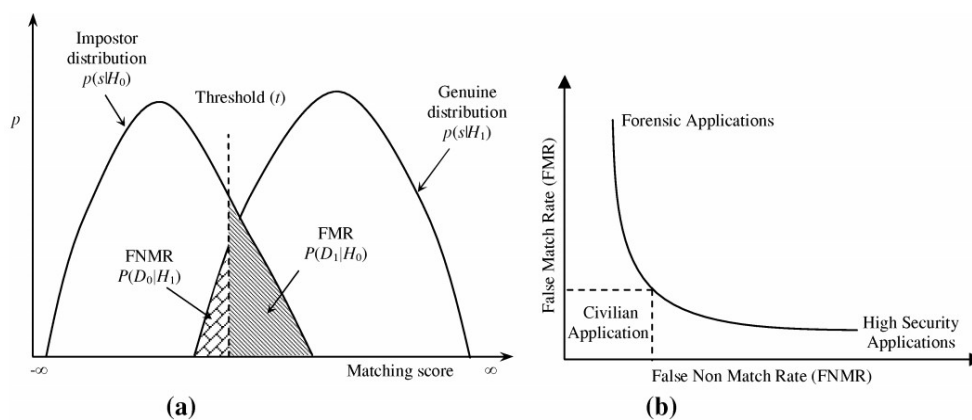 Impostor
distribution
p(s|H0)
Threshold (t)
Genuine
distribution
p(s|H1)
p
FNMR
P(D0|H1)
FMR
P(D1|H0)
-∞
Matching score
∞
(a)
False Match Rate (FMR)
Forensic Applications
Civilian
Application
High Security
Applications
False Non Match Rate (FNMR)
(b)